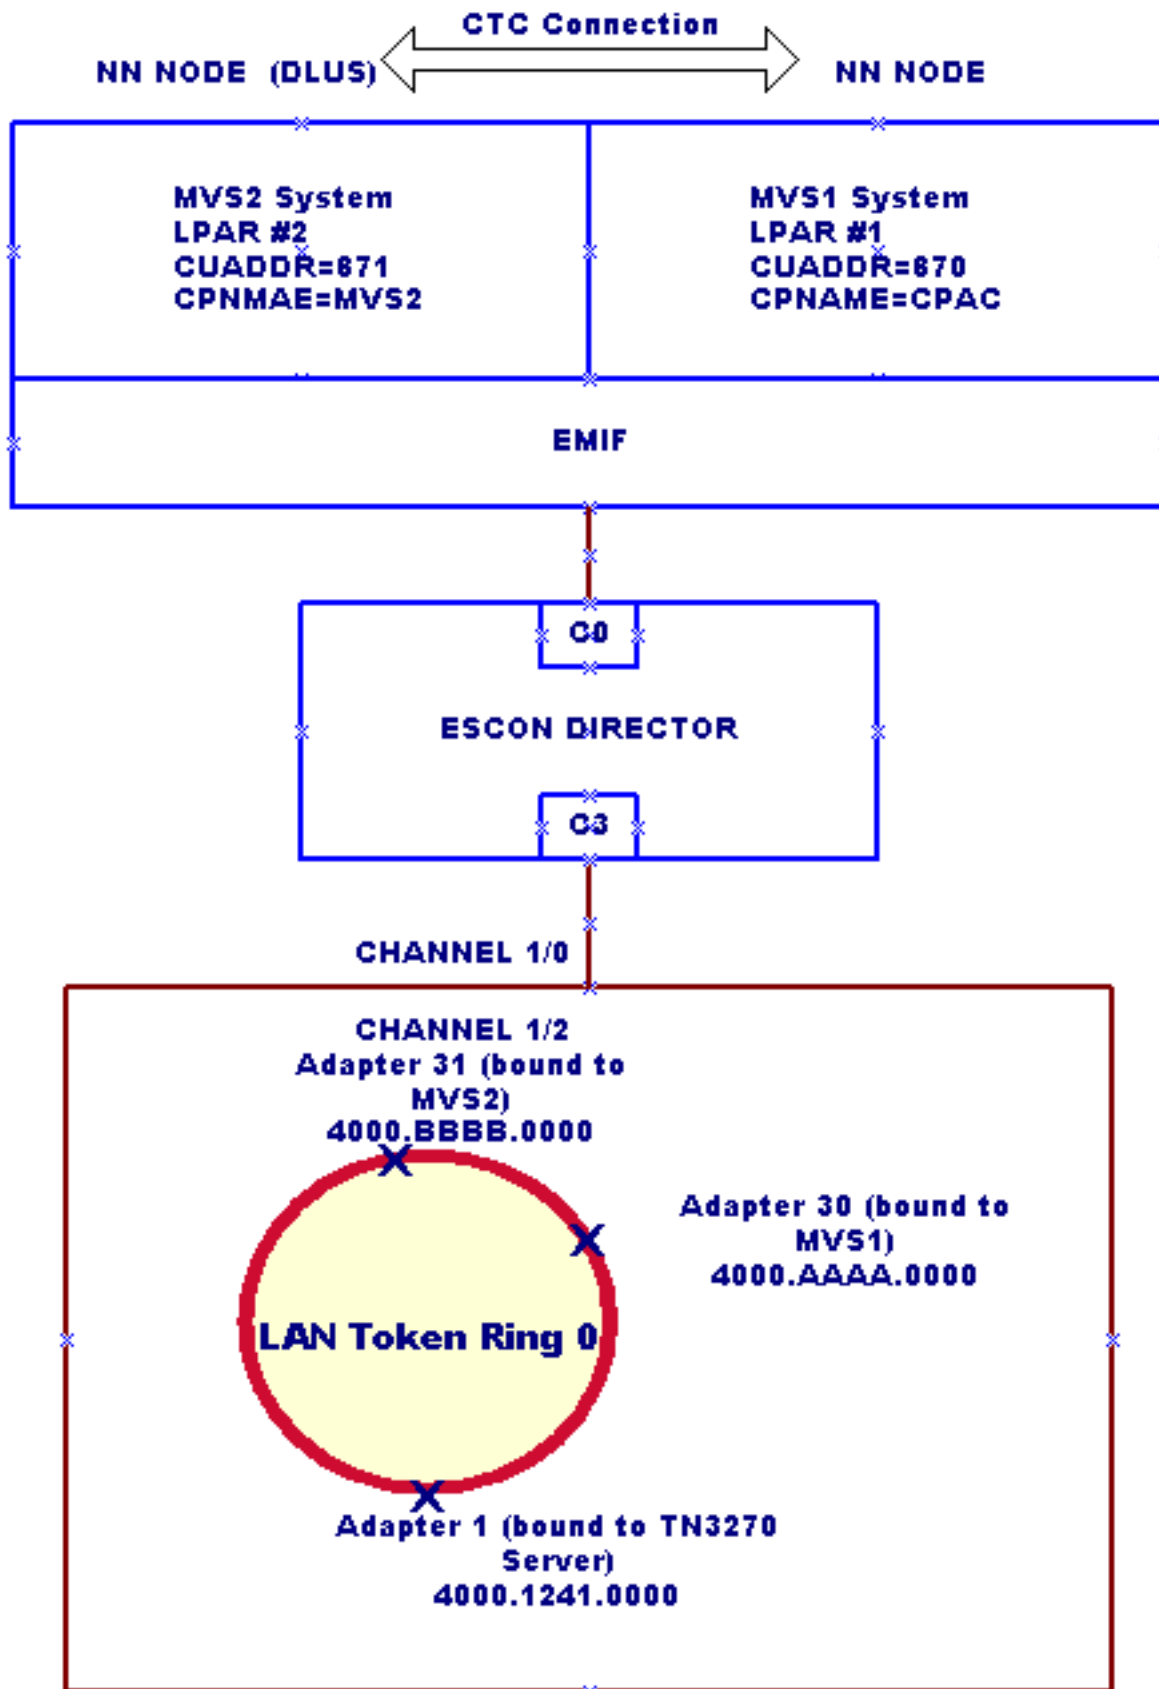 CTC Connection
NN NODE (DLUS)
NN NODE
MVS2 System
LPAR #2
CUADDR=671
CPNMAE=MVS2
MVS1 System
LPAR #1
CUADDR=670
CPNAME=CPAC
EMIF
C0
ESCON DIRECTOR
C3
CHANNEL 1/0
CHANNEL 1/2
Adapter 31 (bound to
MVS2)
4000.BBBB.0000
Adapter 30 (bound to
MVS1)
4000.AAAA.0000
LAN Token Ring 0
Adapter 1 (bound to TN3270
Server)
4000.1241.0000